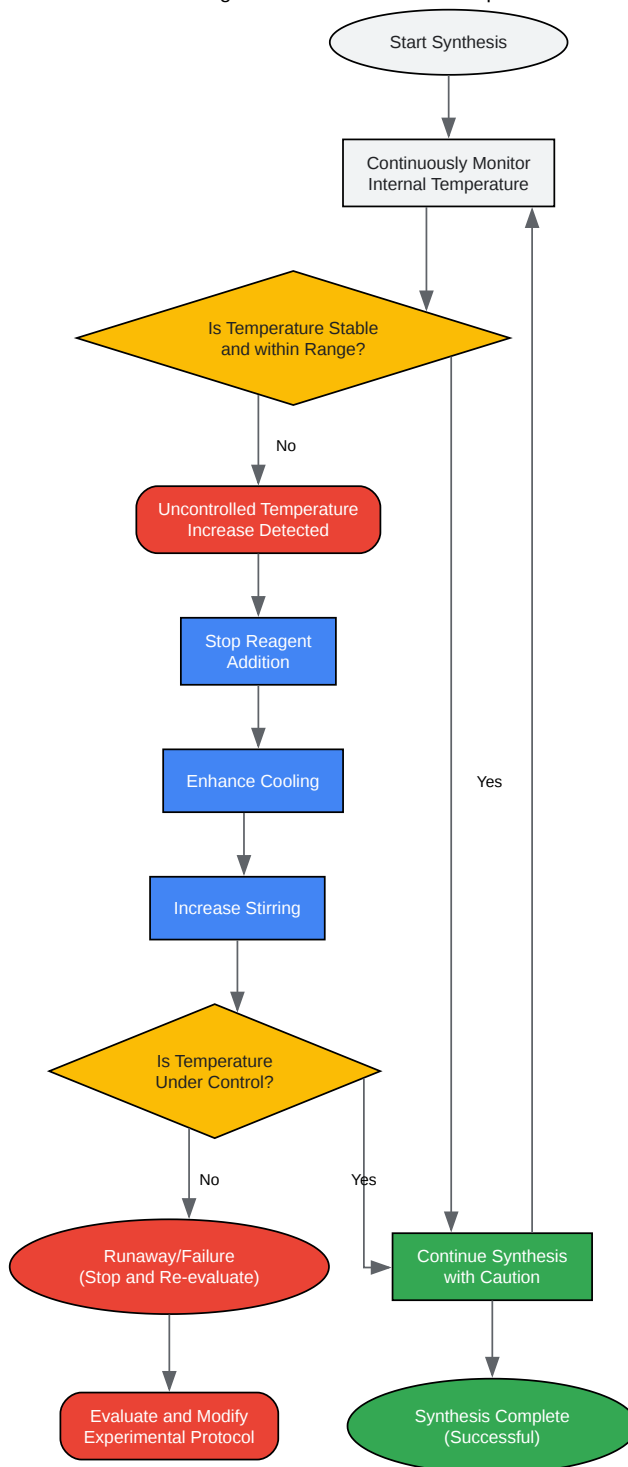 Start Synthesis
Continuously Monitor
Internal Temperature
Is Temperature Stable
and within Range?
No
Uncontrolled Temperature
Increase Detected
Stop Reagent
Addition
Enhance Cooling
Yes
Increase Stirring
Is Temperature
Under Control?
No
Yes
Runaway/Failure
(Stop and Re-evaluate)
Continue Synthesis
with Caution
Evaluate and Modify
Experimental Protocol
Synthesis Complete
(Successful)